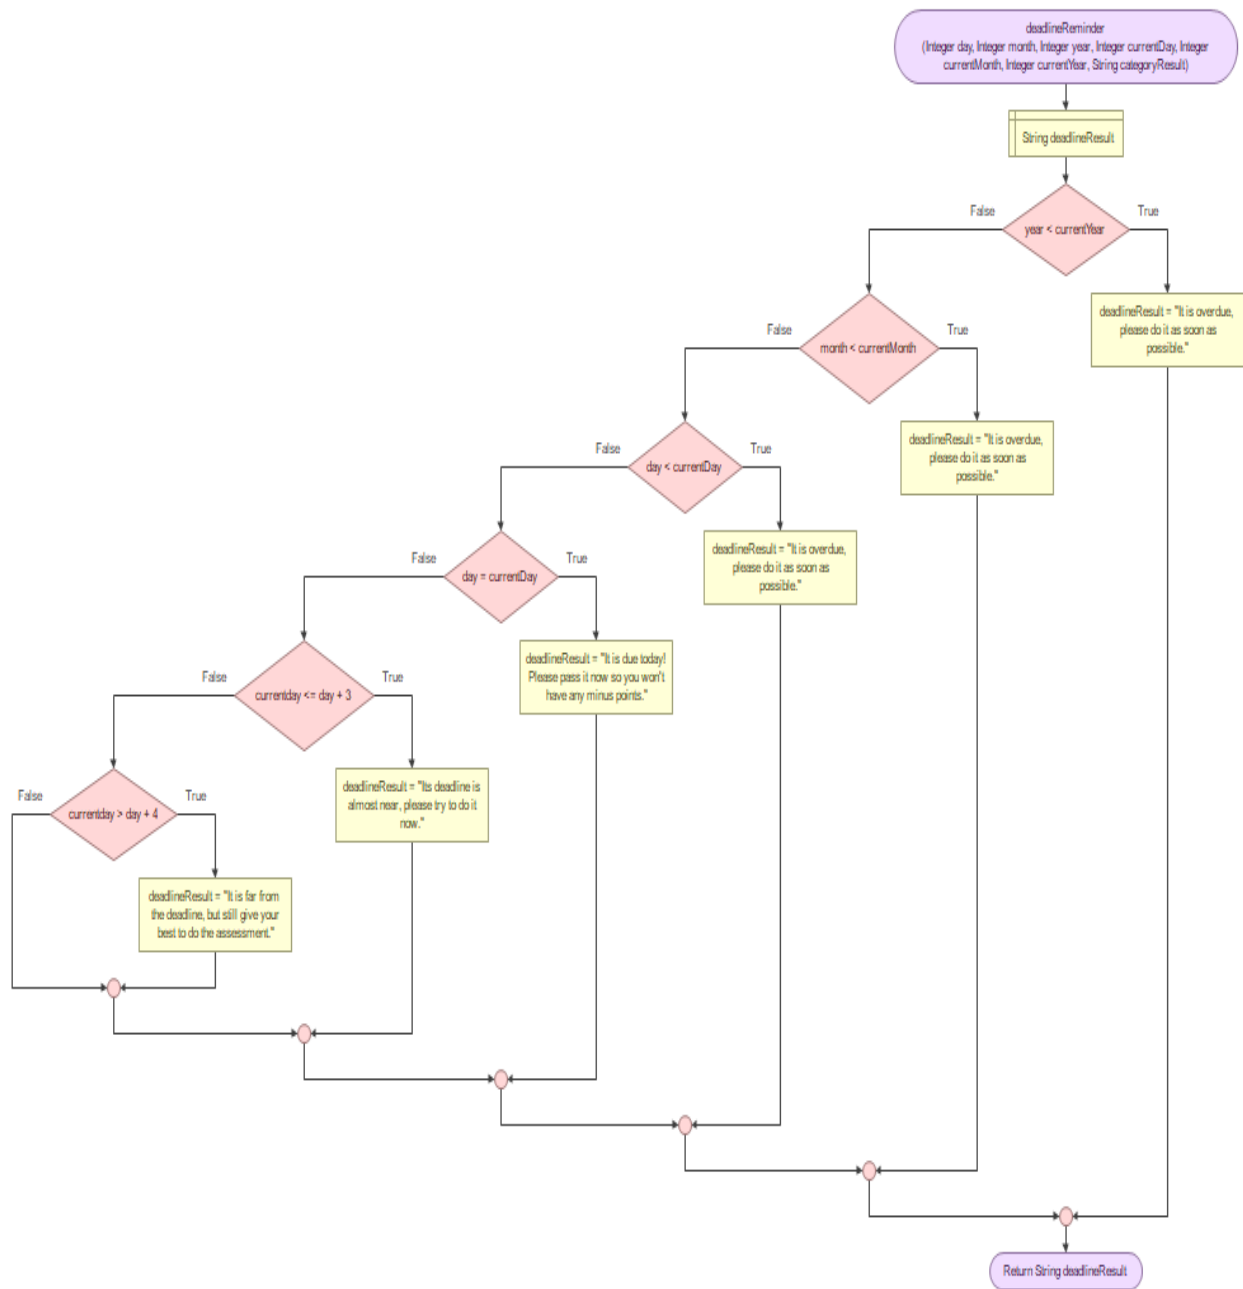 deadlineReminder
(Integer day, Integer month, Integer year, Integer currentDay, Integer
currentMonth, Integer currentYear, String categoryResult)
String deadlineResult
False
True
year < currentYear
deadlineResult = "It is overdue,
please do it as soon as
possible."
False
True
month < currentMonth
deadlineResult = "It is overdue,
please do it as soon as
possible."
False
True
day < currentDay
deadlineResult = "It is overdue,
please do it as soon as
possible."
False
True
day = currentDay
deadlineResult = "It is due today!
Please pass it now so you won't
have any minus points."
False
True
currentday <= day + 3
deadlineResult = "Its deadline is
almost near, please try to do it
now."
False
True
currentday > day + 4
deadlineResult = "It is far from
the deadline, but still give your
best to do the assessment."
Return String deadlineResult